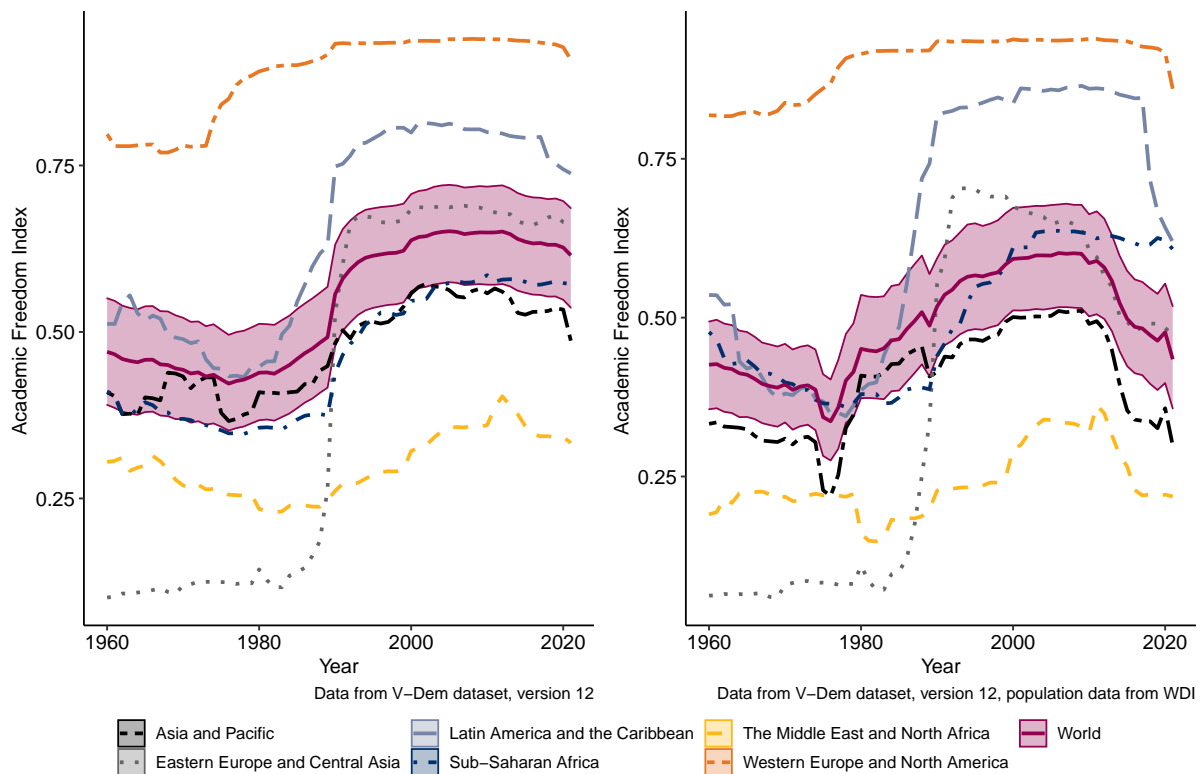 Academic Freedom Index
0.75
0.50
0.25
1960 1980 2000 2020
Year
Data from V−Dem dataset, version 12
Academic Freedom Index
0.75
0.50
0.25
1960 1980 2000 2020
Year
Data from V−Dem dataset, version 12, population data from WDI
Asia and Pacific Latin America and the Caribbean The Middle East and North Africa World
Eastern Europe and Central Asia Sub−Saharan Africa Western Europe and North America